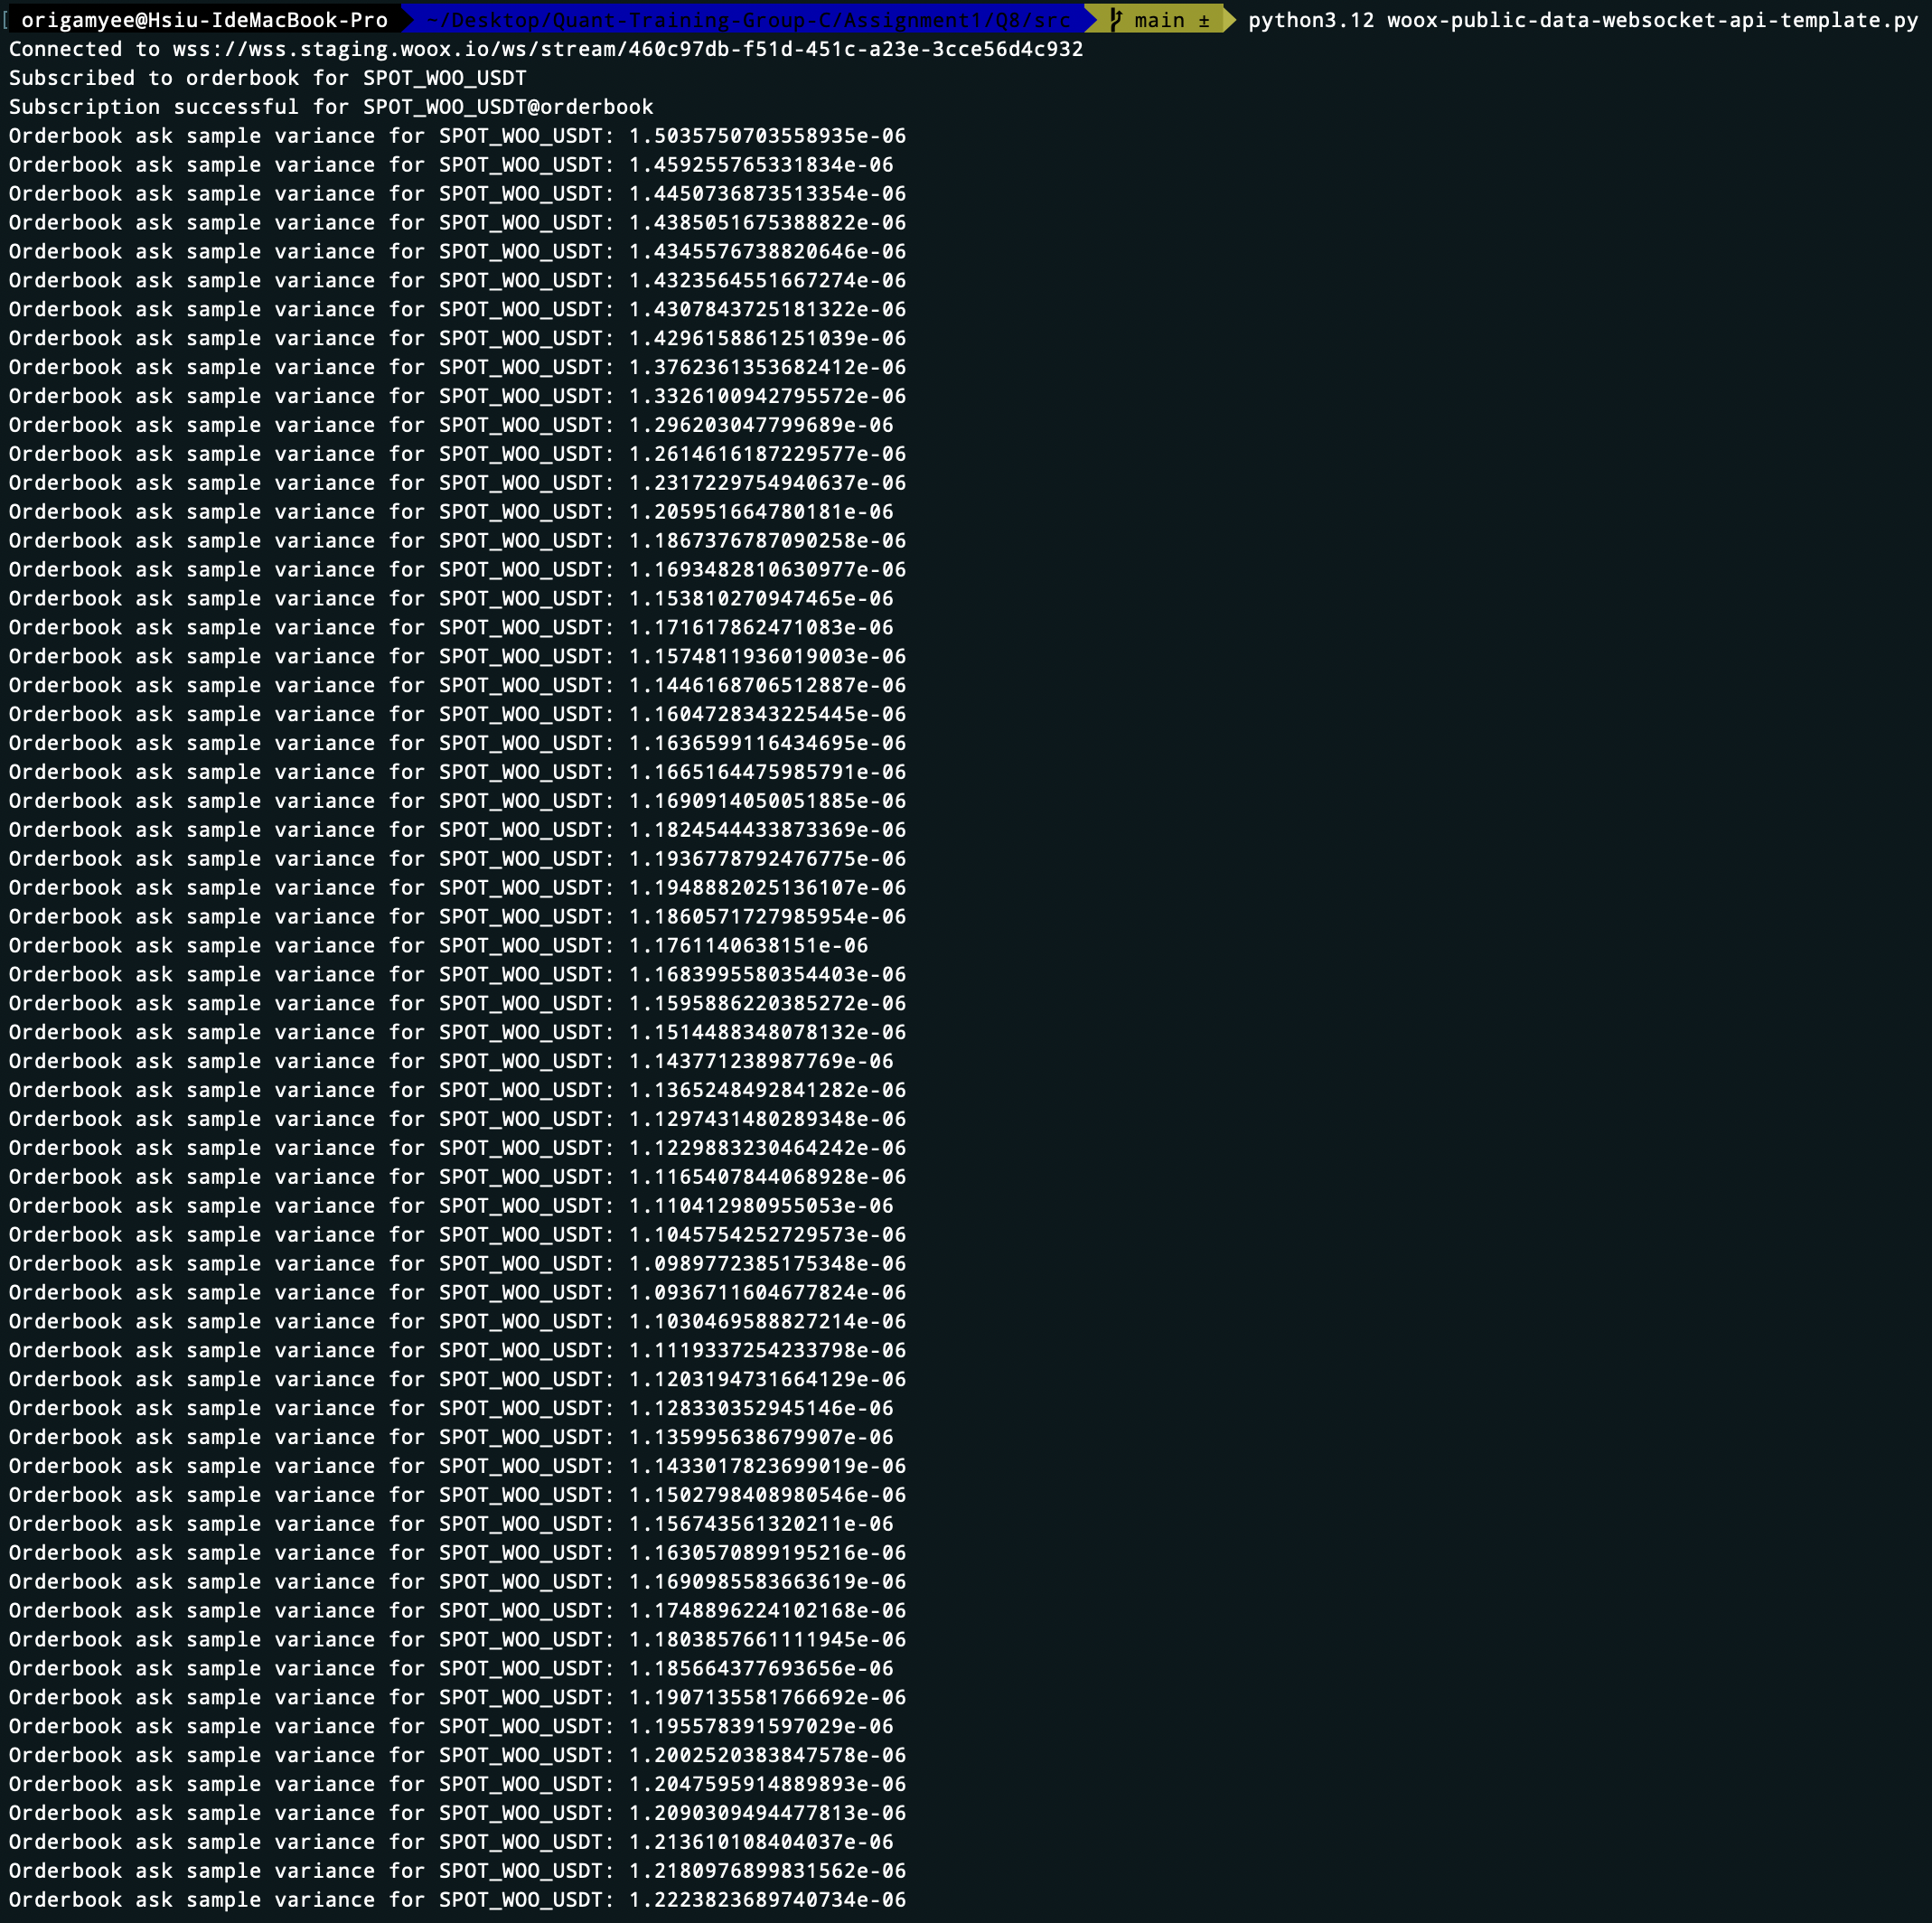 [ origamyee@Hsiu-IdeMacBook-Pro ~/Desktop/Quant-Training-Group-C/Assignment1/Q8/src main ± python3.12 woox-public-data-websocket-api-template.py
Connected to wss://wss.staging.woox.io/ws/stream/460c97db-f51d-451c-a23e-3cce56d4c932
Subscribed to orderbook for SPOT_WOO_USDT
Subscription successful for SPOT_WOO_USDT@orderbook
Orderbook ask sample variance for SPOT_WOO_USDT: 1.5035750703558935e-06
Orderbook ask sample variance for SPOT_WOO_USDT: 1.459255765331834e-06
Orderbook ask sample variance for SPOT_WOO_USDT: 1.4450736873513354e-06
Orderbook ask sample variance for SPOT_WOO_USDT: 1.4385051675388822e-06
Orderbook ask sample variance for SPOT_WOO_USDT: 1.4345576738820646e-06
Orderbook ask sample variance for SPOT_WOO_USDT: 1.4323564551667274e-06
Orderbook ask sample variance for SPOT_WOO_USDT: 1.4307843725181322e-06
Orderbook ask sample variance for SPOT_WOO_USDT: 1.4296158861251039e-06
Orderbook ask sample variance for SPOT_WOO_USDT: 1.3762361353682412e-06
Orderbook ask sample variance for SPOT_WOO_USDT: 1.3326100942795572e-06
Orderbook ask sample variance for SPOT_WOO_USDT: 1.296203047799689e-06
Orderbook ask sample variance for SPOT_WOO_USDT: 1.2614616187229577e-06
Orderbook ask sample variance for SPOT_WOO_USDT: 1.2317229754940637e-06
Orderbook ask sample variance for SPOT_WOO_USDT: 1.205951664780181e-06
Orderbook ask sample variance for SPOT_WOO_USDT: 1.1867376787090258e-06
Orderbook ask sample variance for SPOT_WOO_USDT: 1.1693482810630977e-06
Orderbook ask sample variance for SPOT_WOO_USDT: 1.153810270947465e-06
Orderbook ask sample variance for SPOT_WOO_USDT: 1.171617862471083e-06
Orderbook ask sample variance for SPOT_WOO_USDT: 1.1574811936019003e-06
Orderbook ask sample variance for SPOT_WOO_USDT: 1.1446168706512887e-06
Orderbook ask sample variance for SPOT_WOO_USDT: 1.1604728343225445e-06
Orderbook ask sample variance for SPOT_WOO_USDT: 1.1636599116434695e-06
Orderbook ask sample variance for SPOT_WOO_USDT: 1.1665164475985791e-06
Orderbook ask sample variance for SPOT_WOO_USDT: 1.1690914050051885e-06
Orderbook ask sample variance for SPOT_WOO_USDT: 1.1824544433873369e-06
Orderbook ask sample variance for SPOT_WOO_USDT: 1.1936778792476775e-06
Orderbook ask sample variance for SPOT_WOO_USDT: 1.1948882025136107e-06
Orderbook ask sample variance for SPOT_WOO_USDT: 1.1860571727985954e-06
Orderbook ask sample variance for SPOT_WOO_USDT: 1.1761140638151e-06
Orderbook ask sample variance for SPOT_WOO_USDT: 1.1683995580354403e-06
Orderbook ask sample variance for SPOT_WOO_USDT: 1.1595886220385272e-06
Orderbook ask sample variance for SPOT_WOO_USDT: 1.1514488348078132e-06
Orderbook ask sample variance for SPOT_WOO_USDT: 1.143771238987769e-06
Orderbook ask sample variance for SPOT_WOO_USDT: 1.1365248492841282e-06
Orderbook ask sample variance for SPOT_WOO_USDT: 1.1297431480289348e-06
Orderbook ask sample variance for SPOT_WOO_USDT: 1.1229883230464242e-06
Orderbook ask sample variance for SPOT_WOO_USDT: 1.1165407844068928e-06
Orderbook ask sample variance for SPOT_WOO_USDT: 1.110412980955053e-06
Orderbook ask sample variance for SPOT_WOO_USDT: 1.1045754252729573e-06
Orderbook ask sample variance for SPOT_WOO_USDT: 1.0989772385175348e-06
Orderbook ask sample variance for SPOT_WOO_USDT: 1.0936711604677824e-06
Orderbook ask sample variance for SPOT_WOO_USDT: 1.1030469588827214e-06
Orderbook ask sample variance for SPOT_WOO_USDT: 1.1119337254233798e-06
Orderbook ask sample variance for SPOT_WOO_USDT: 1.1203194731664129e-06
Orderbook ask sample variance for SPOT_WOO_USDT: 1.128330352945146e-06
Orderbook ask sample variance for SPOT_WOO_USDT: 1.135995638679907e-06
Orderbook ask sample variance for SPOT_WOO_USDT: 1.1433017823699019e-06
Orderbook ask sample variance for SPOT_WOO_USDT: 1.1502798408980546e-06
Orderbook ask sample variance for SPOT_WOO_USDT: 1.156743561320211e-06
Orderbook ask sample variance for SPOT_WOO_USDT: 1.1630570899195216e-06
Orderbook ask sample variance for SPOT_WOO_USDT: 1.1690985583663619e-06
Orderbook ask sample variance for SPOT_WOO_USDT: 1.1748896224102168e-06
Orderbook ask sample variance for SPOT_WOO_USDT: 1.1803857661111945e-06
Orderbook ask sample variance for SPOT_WOO_USDT: 1.185664377693656e-06
Orderbook ask sample variance for SPOT_WOO_USDT: 1.1907135581766692e-06
Orderbook ask sample variance for SPOT_WOO_USDT: 1.195578391597029e-06
Orderbook ask sample variance for SPOT_WOO_USDT: 1.2002520383847578e-06
Orderbook ask sample variance for SPOT_WOO_USDT: 1.2047595914889893e-06
Orderbook ask sample variance for SPOT_WOO_USDT: 1.2090309494477813e-06
Orderbook ask sample variance for SPOT_WOO_USDT: 1.213610108404037e-06
Orderbook ask sample variance for SPOT_WOO_USDT: 1.2180976899831562e-06
Orderbook ask sample variance for SPOT_WOO_USDT: 1.2223823689740734e-06